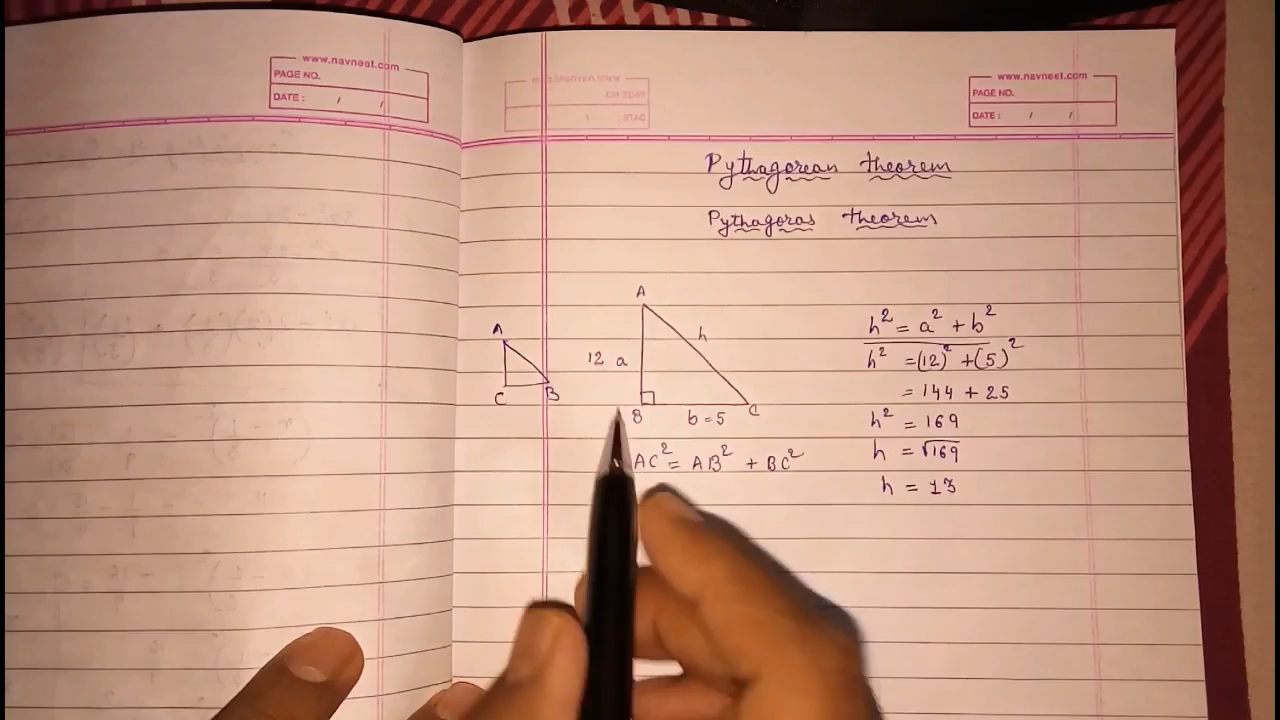 www.navneet.com
PAGE NO.
DATE : / /
www.navneet.com
PAGE NO.
DATE : / /
Pythagorean theorem
Pythagoras theorem
A
C B
A
12 a h
B b = 5 C
AC² = AB² + BC²
h² = a² + b²
h² = (12)² + (5)²
= 144 + 25
h² = 169
h = √169
h = 13